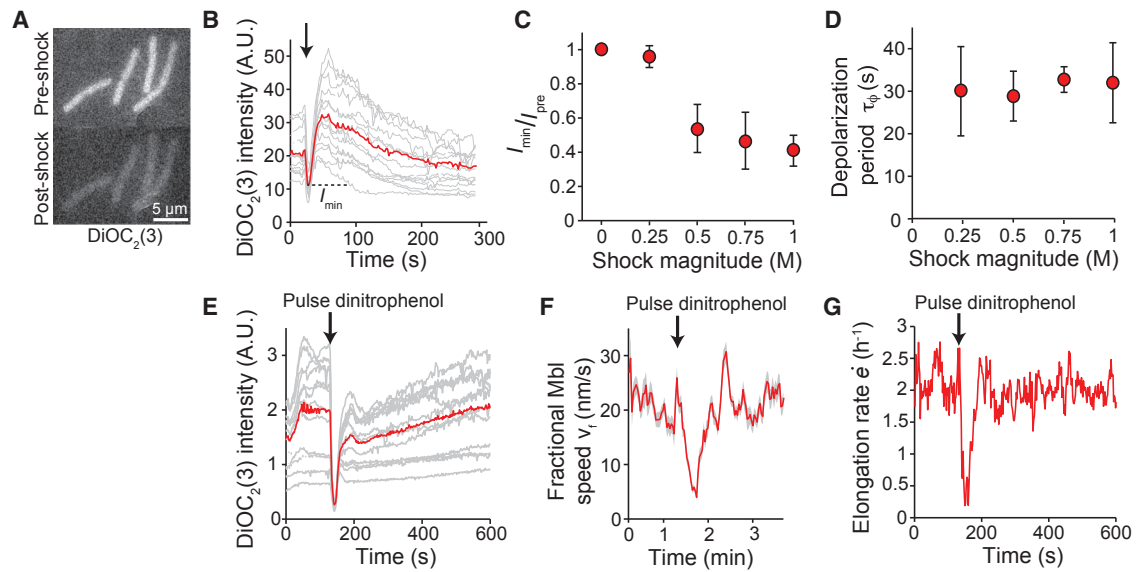 A
Pre-shock
Post-shock
5 µm
DiOC2(3)
B
DiOC2(3) intensity (A.U.)
50
40
30
20
10
0
Imin
0 100 200 300
Time (s)
C
Imin/Ipre
1
0.8
0.6
0.4
0.2
0
0 0.25 0.5 0.75 1
Shock magnitude (M)
D
Depolarization
period τϕ (s)
40
30
20
10
0
0 0.25 0.5 0.75 1
Shock magnitude (M)
E
Pulse dinitrophenol
DiOC2(3) intensity (A.U.)
3
2
1
0
0 200 400 600
Time (s)
F
Pulse dinitrophenol
Fractional Mbl
speed vf (nm/s)
30
20
10
0
0 1 2 3
Time (min)
G
Pulse dinitrophenol
Elongation rate ė (h-1)
3
2.5
2
1.5
1
0.5
0
0 200 400 600
Time (s)